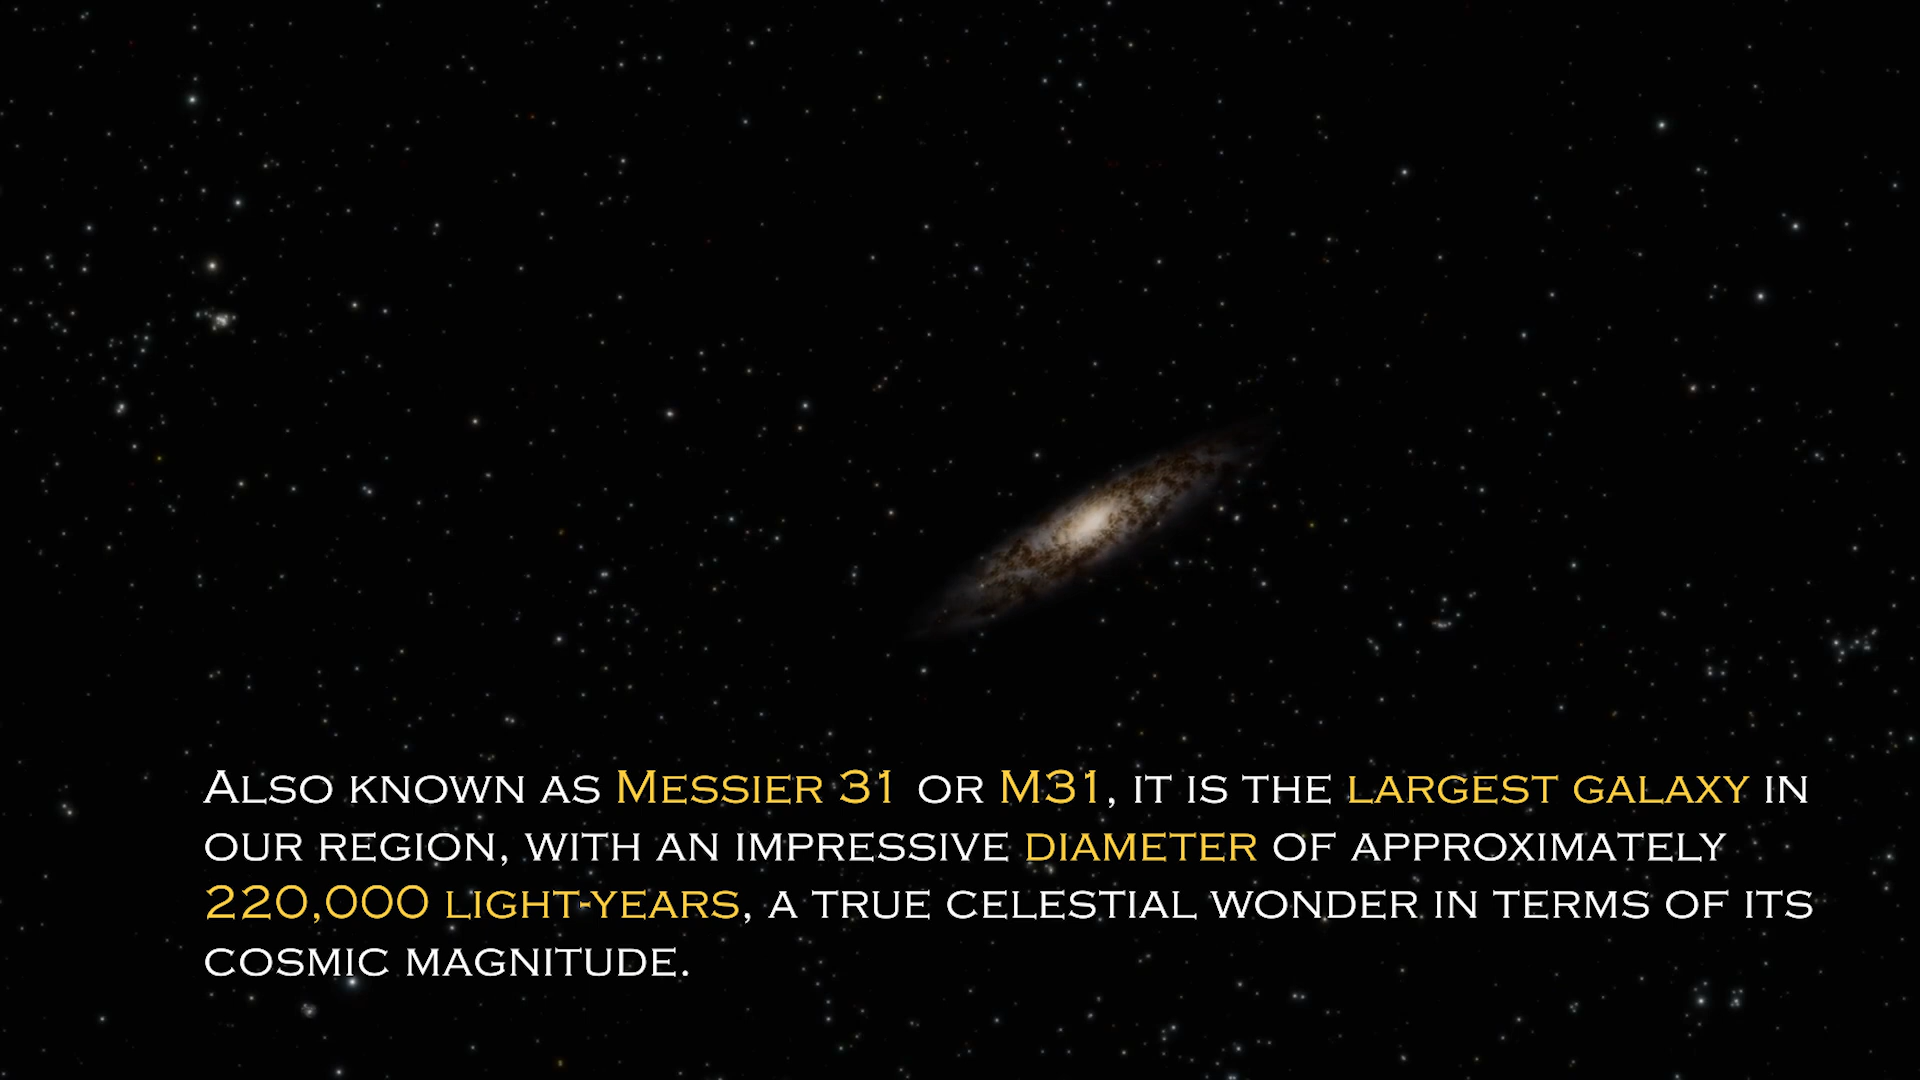 Also known as Messier 31 or M31, it is the largest galaxy in
our region, with an impressive diameter of approximately
220,000 light-years, a true celestial wonder in terms of its
cosmic magnitude.